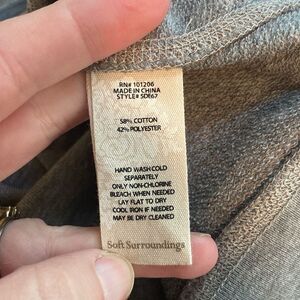 RN# 101206
MADE IN CHINA
STYLE# 5DE67
58% COTTON
42% POLYESTER
HAND WASH COLD
SEPARATELY
ONLY NON-CHLORINE
BLEACH WHEN NEEDED
LAY FLAT TO DRY
COOL IRON IF NEEDED
MAY BE DRY CLEANED
Soft Surroundings